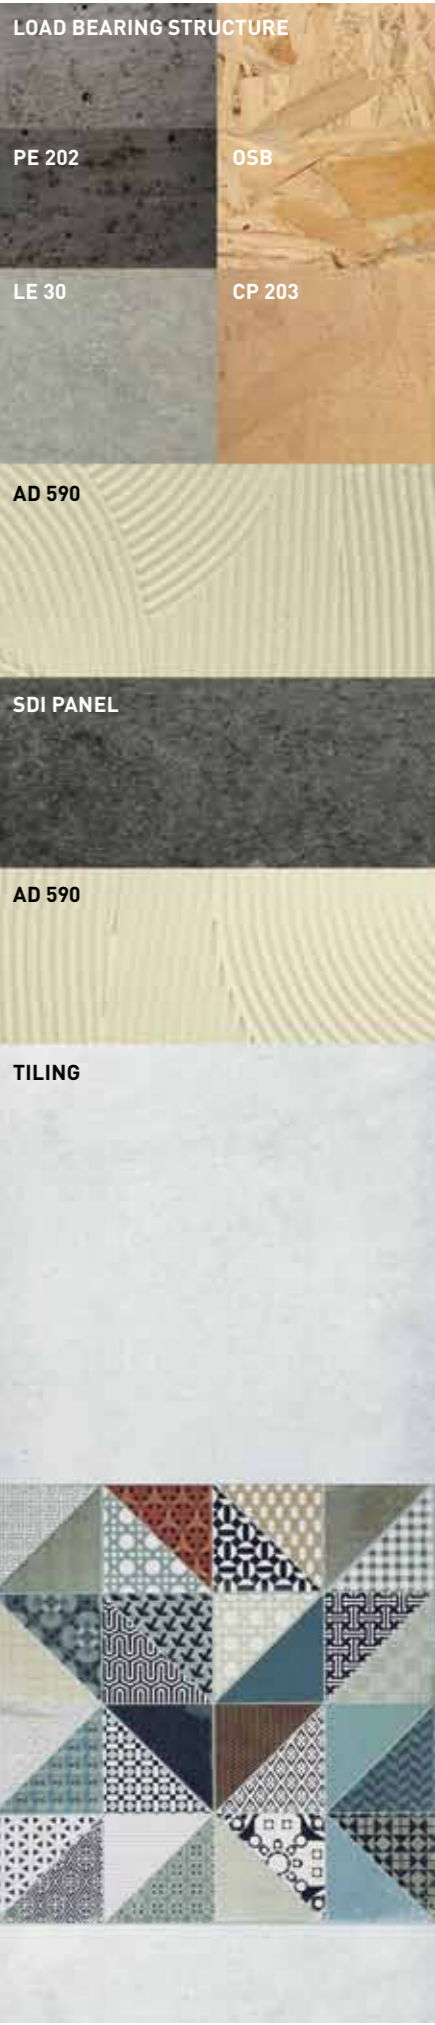 LOAD BEARING STRUCTURE
PE 202
OSB
LE 30
CP 203
AD 590
SDI PANEL
AD 590
TILING